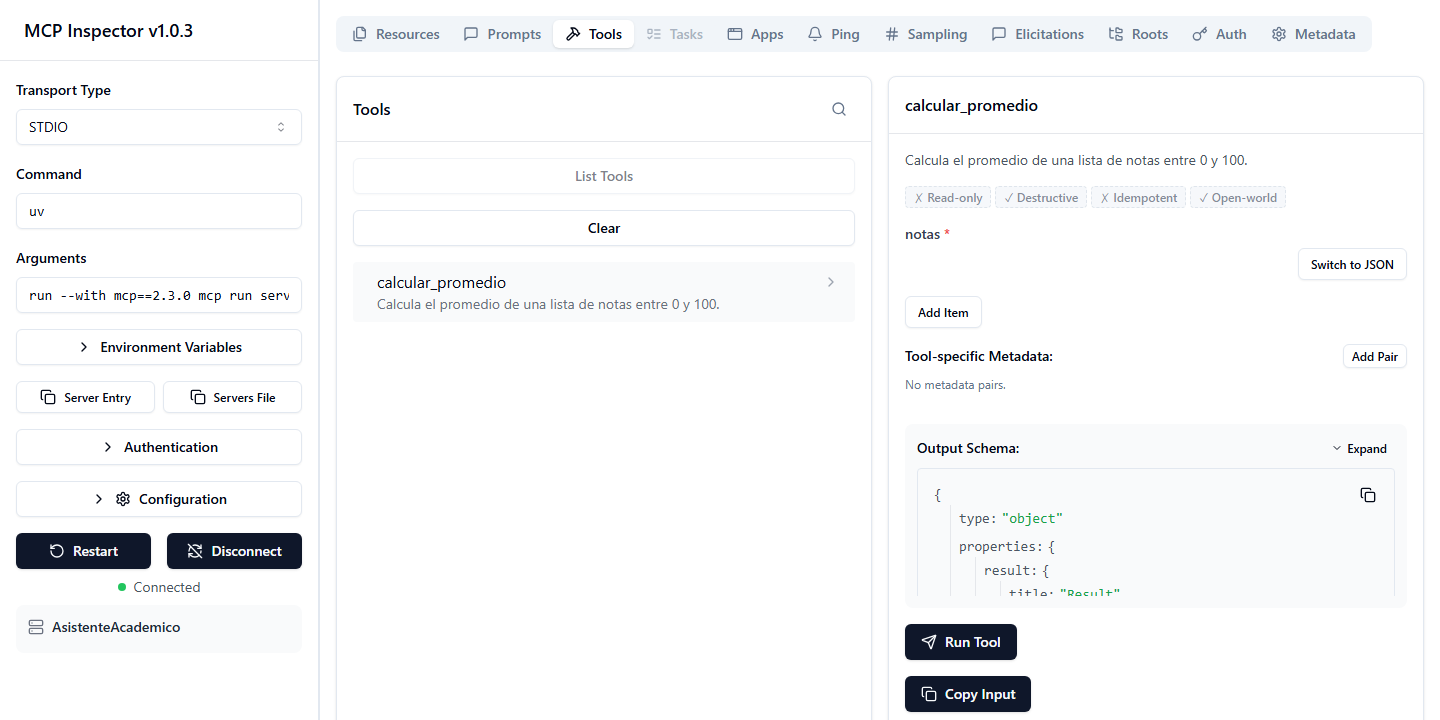 MCP Inspector v1.0.3
Transport Type
STDIO
Command
uv
Arguments
run --with mcp==2.3.0 mcp run serv
Environment Variables
Server Entry
Servers File
Authentication
Configuration
Restart
Disconnect
Connected
AsistenteAcademico
Resources
Prompts
Tools
Tasks
Apps
Ping
Sampling
Elicitations
Roots
Auth
Metadata
Tools
List Tools
Clear
calcular_promedio
Calcula el promedio de una lista de notas entre 0 y 100.
calcular_promedio
Calcula el promedio de una lista de notas entre 0 y 100.
✗ Read-only
✓ Destructive
✗ Idempotent
✓ Open-world
notas *
Switch to JSON
Add Item
Tool-specific Metadata:
Add Pair
No metadata pairs.
Output Schema:
Expand
{
type: "object"
properties: {
result: {
title: "Result"
Run Tool
Copy Input